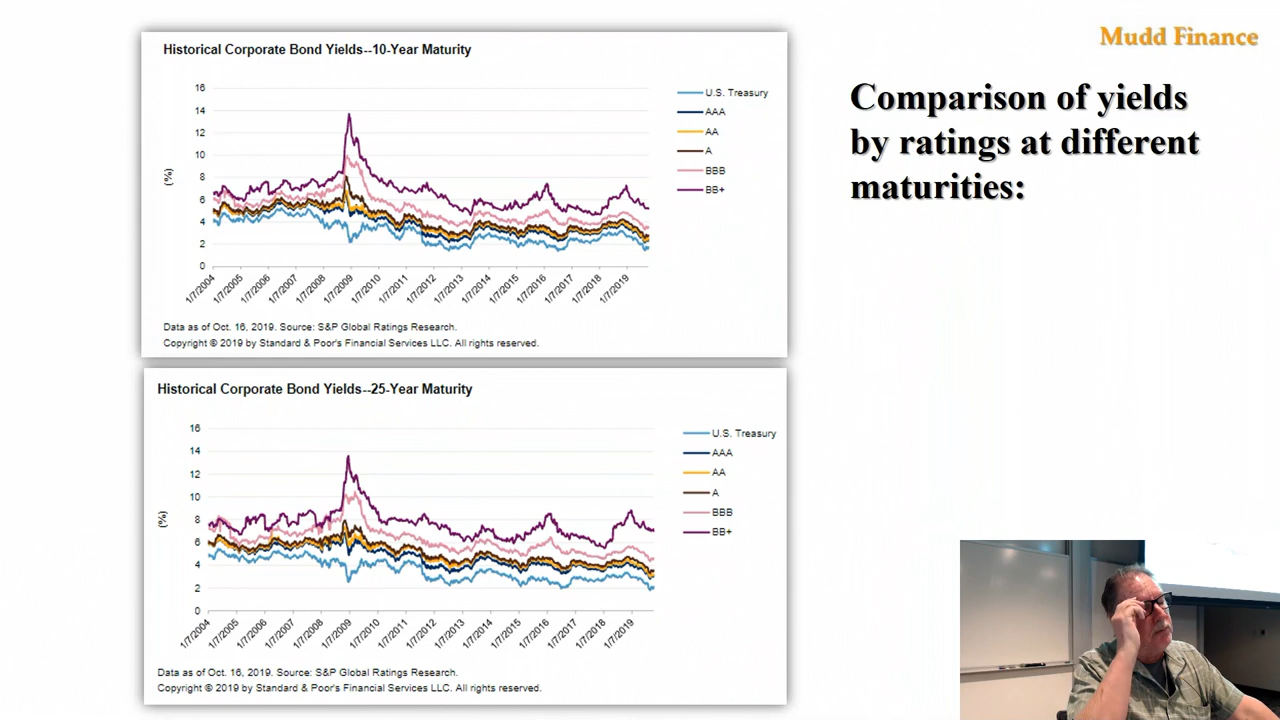 Mudd Finance
Comparison of yields
by ratings at different
maturities:
Historical Corporate Bond Yields--10-Year Maturity
16
14
12
10
8
6
4
2
0
(%)
U.S. Treasury
AAA
AA
A
BBB
BB+
1/7/2004
1/7/2005
1/7/2006
1/7/2007
1/7/2008
1/7/2009
1/7/2010
1/7/2011
1/7/2012
1/7/2013
1/7/2014
1/7/2015
1/7/2016
1/7/2017
1/7/2018
1/7/2019
Data as of Oct. 16, 2019. Source: S&P Global Ratings Research.
Copyright © 2019 by Standard & Poor's Financial Services LLC. All rights reserved.
Historical Corporate Bond Yields--25-Year Maturity
16
14
12
10
8
6
4
2
0
(%)
U.S. Treasury
AAA
AA
A
BBB
BB+
1/7/2004
1/7/2005
1/7/2006
1/7/2007
1/7/2008
1/7/2009
1/7/2010
1/7/2011
1/7/2012
1/7/2013
1/7/2014
1/7/2015
1/7/2016
1/7/2017
1/7/2018
1/7/2019
Data as of Oct. 16, 2019. Source: S&P Global Ratings Research.
Copyright © 2019 by Standard & Poor's Financial Services LLC. All rights reserved.